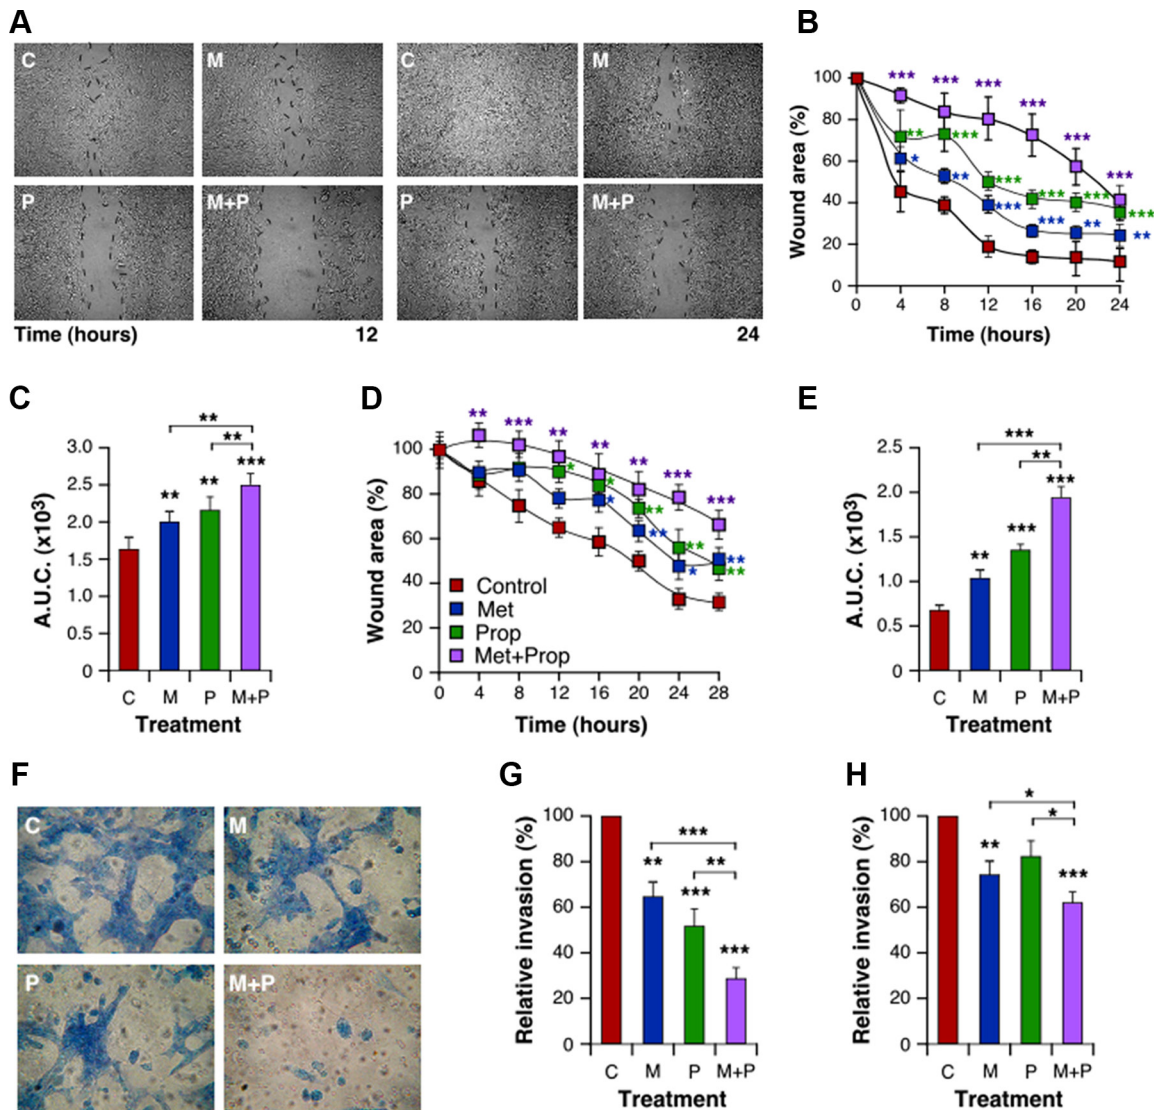 A
C
M
C
M
P
M+P
P
M+P
Time (hours)
12
24
B
Wound area (%)
100
80
60
40
20
0
***
***
***
***
***
***
**
***
***
***
***
***
*
**
***
***
**
**
0
4
8
12
16
20
24
Time (hours)
C
A.U.C. (x103)
3.0
2.5
2.0
1.5
1.0
0.5
0
**
**
**
**
***
C
M
P
M+P
Treatment
D
Wound area (%)
100
80
60
40
20
0
**
***
**
**
**
***
***
*
*
**
**
**
*
**
*
**
Control
Met
Prop
Met+Prop
0
4
8
12
16
20
24
28
Time (hours)
E
A.U.C. (x103)
2.5
2.0
1.5
1.0
0.5
0
***
**
**
***
***
C
M
P
M+P
Treatment
F
C
M
P
M+P
G
Relative invasion (%)
100
80
60
40
20
0
***
**
**
***
***
C
M
P
M+P
Treatment
H
Relative invasion (%)
100
80
60
40
20
0
*
*
**
***
C
M
P
M+P
Treatment